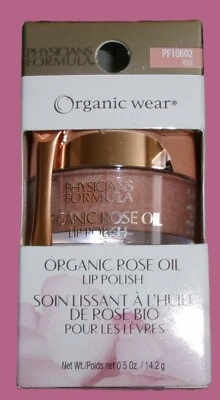 PHYSICIANS
FORMULA
PF10602
ROSE
Organic wear®
PHYSICIANS
FORMULA
ORGANIC ROSE OIL
LIP POLISH
ORGANIC ROSE OIL
LIP POLISH
SOIN LISSANT À L'HUILE
DE ROSE BIO
POUR LES LÈVRES
Net Wt./Poids net 0.5 Oz. / 14.2 g